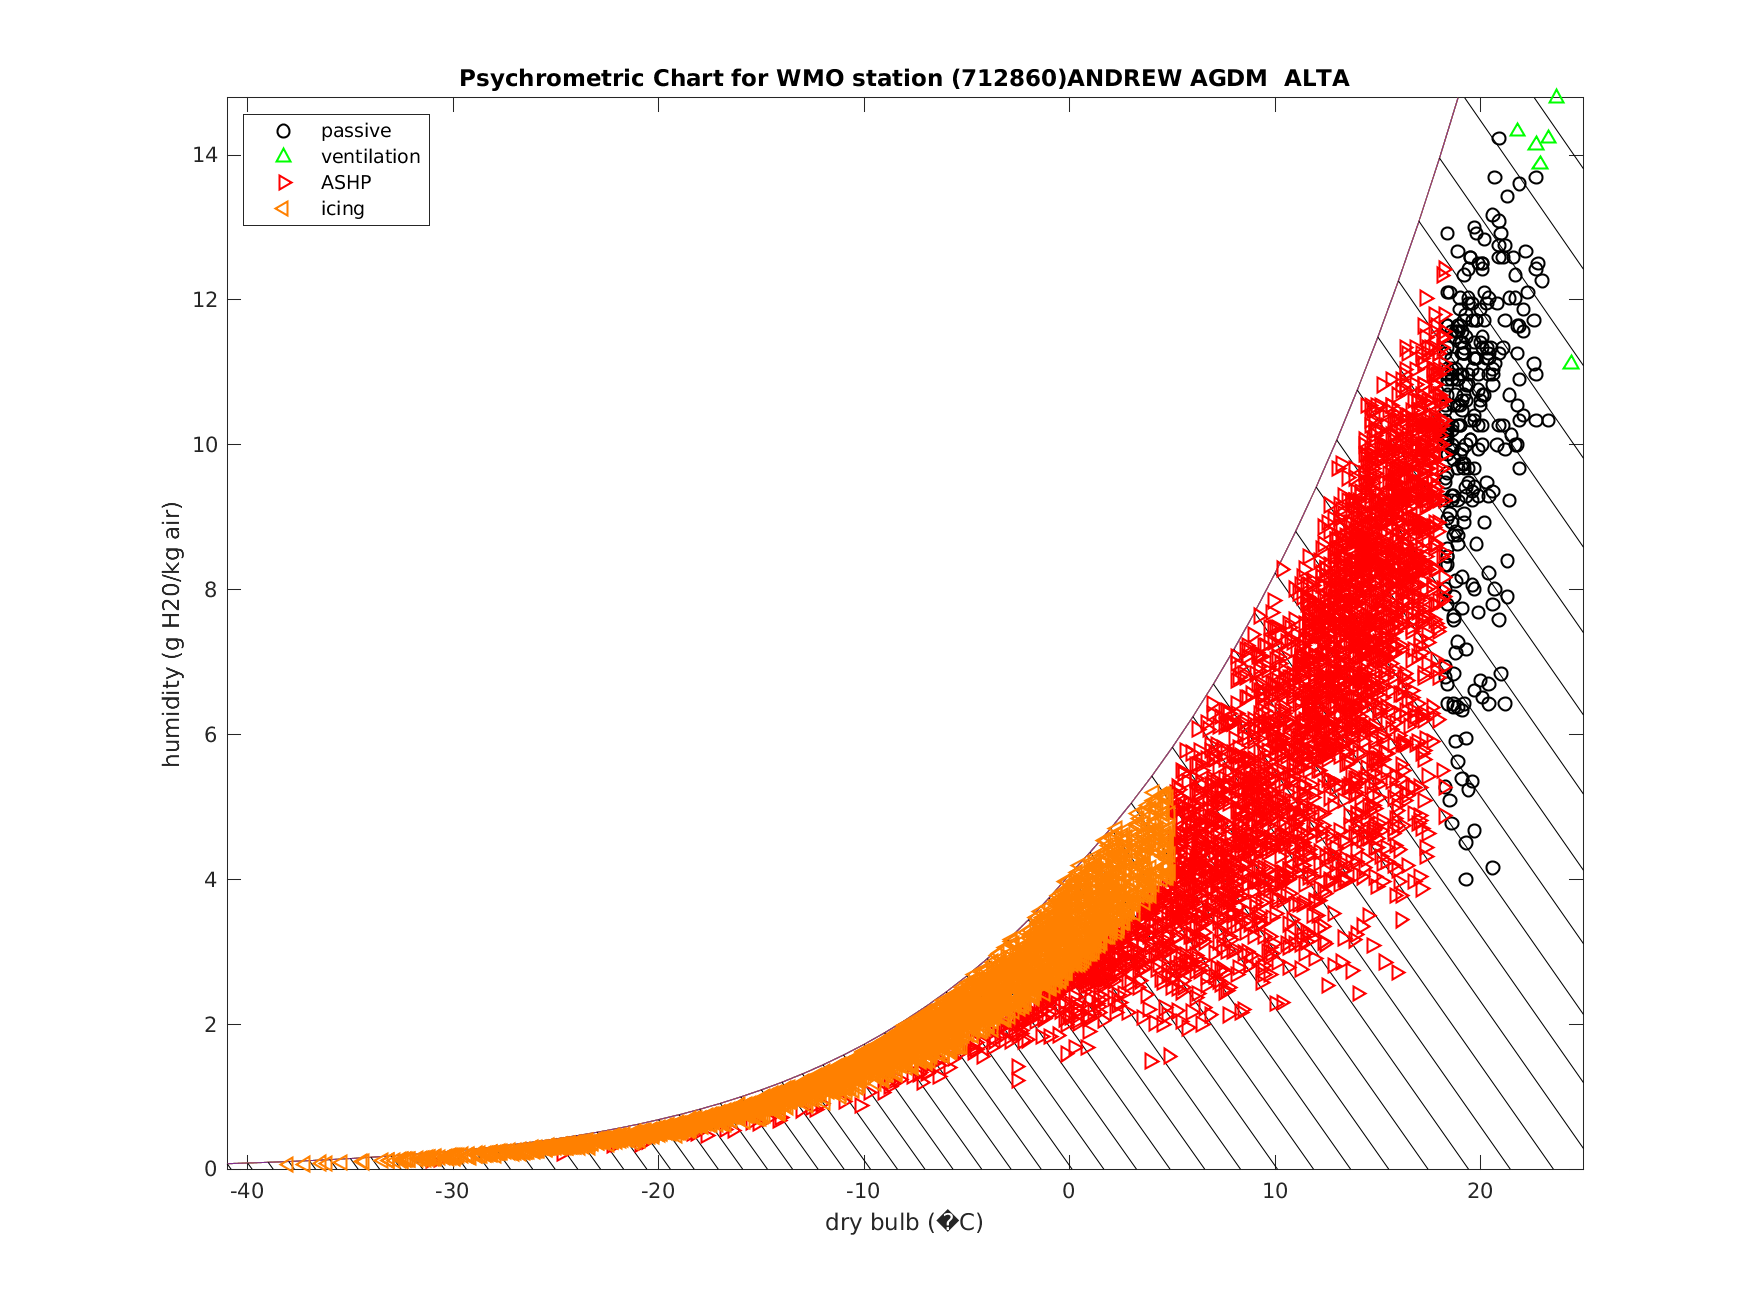 Psychrometric Chart for WMO station (712860)ANDREW AGDM  ALTA
passive
ventilation
ASHP
icing
humidity (g H20/kg air)
14
12
10
8
6
4
2
0
-40 -30 -20 -10 0 10 20
dry bulb (�C)